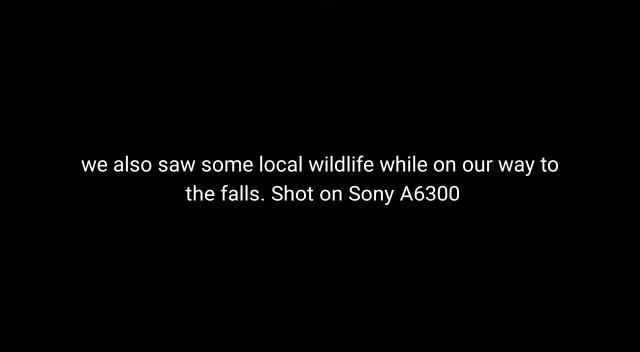 we also saw some local wildlife while on our way to
the falls. Shot on Sony A6300